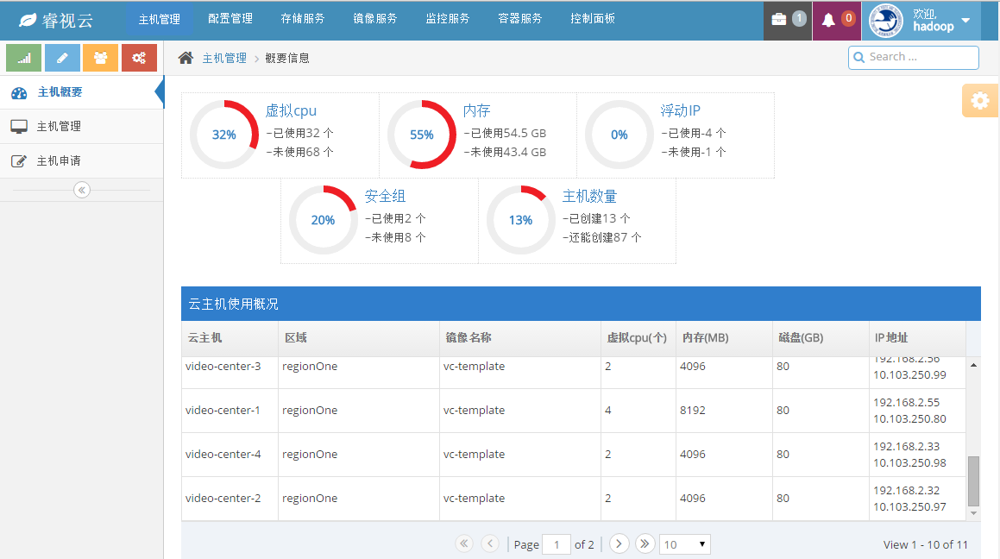 睿视云 主机管理 配置管理 存储服务 镜像服务 监控服务 容器服务 控制面板 1 0 欢迎,
hadoop
主机管理 概要信息 Search ...
主机概要
主机管理
主机申请
32%
虚拟cpu
-已使用32 个
-未使用68 个
55%
内存
-已使用54.5 GB
-未使用43.4 GB
0%
浮动IP
-已使用-4 个
-未使用-1 个
20%
安全组
-已使用2 个
-未使用8 个
13%
主机数量
-已创建13 个
-还能创建87 个
云主机使用概况
云主机 区域 镜像名称 虚拟cpu(个) 内存(MB) 磁盘(GB) IP地址
192.168.2.56
video-center-3 regionOne vc-template 2 4096 80
10.103.250.99
192.168.2.55
video-center-1 regionOne vc-template 4 8192 80
10.103.250.80
192.168.2.33
video-center-4 regionOne vc-template 2 4096 80
10.103.250.98
192.168.2.32
video-center-2 regionOne vc-template 2 4096 80
10.103.250.97
Page 1 of 2 10 View 1 - 10 of 11